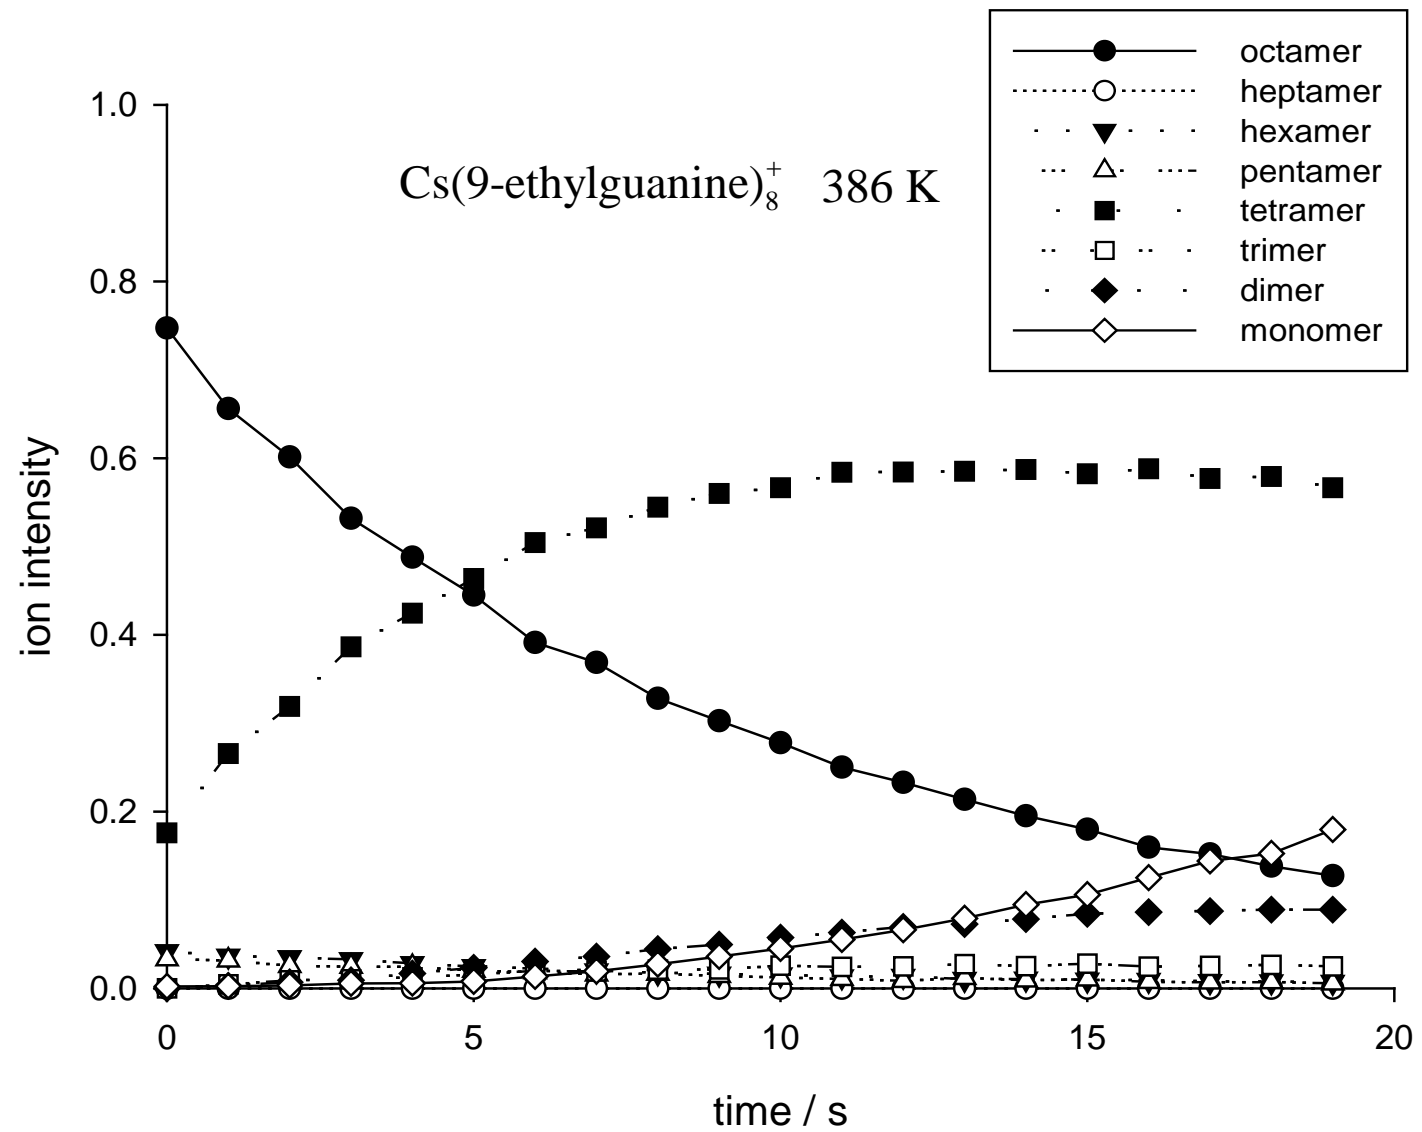 octamer
heptamer
hexamer
pentamer
tetramer
trimer
dimer
monomer
Cs(9-ethylguanine)₈⁺ 386 K
1.0
0.8
0.6
0.4
0.2
0.0
ion intensity
0 5 10 15 20
time / s